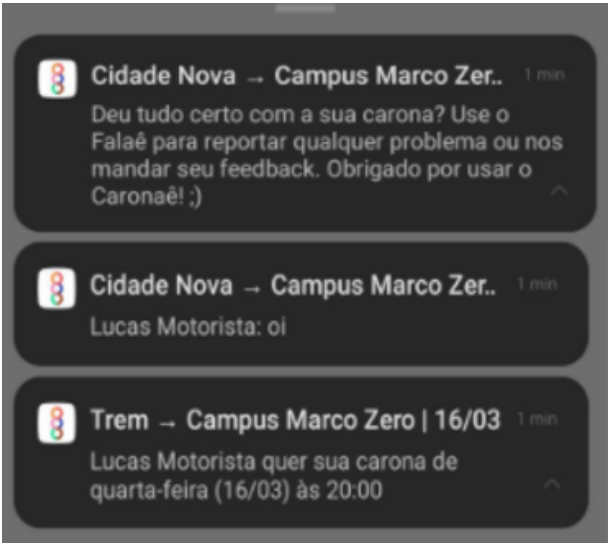 Cidade Nova → Campus Marco Zer.. 1 min
Deu tudo certo com a sua carona? Use o
Falaê para reportar qualquer problema ou nos
mandar seu feedback. Obrigado por usar o
Caronaê! ;)
Cidade Nova → Campus Marco Zer.. 1 min
Lucas Motorista: oi
Trem → Campus Marco Zero | 16/03 1 min
Lucas Motorista quer sua carona de
quarta-feira (16/03) às 20:00